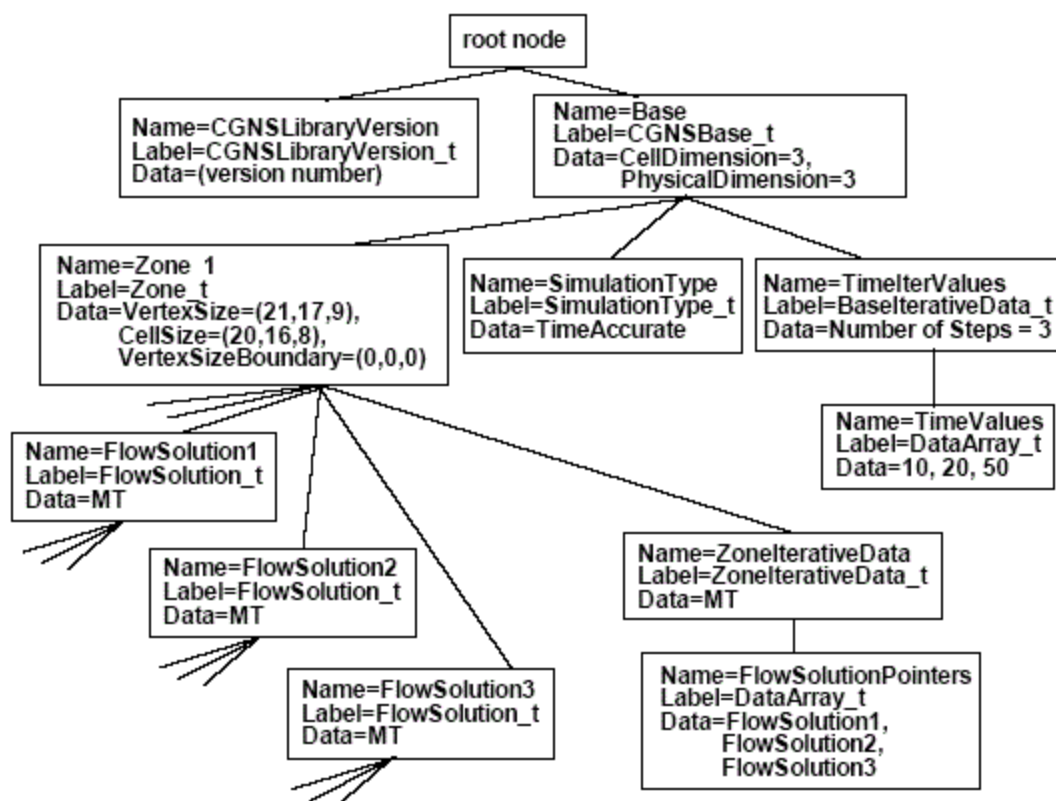 root node
Name=CGNSLibraryVersion
Label=CGNSLibraryVersion_t
Data=(version number)
Name=Base
Label=CGNSBase_t
Data=CellDimension=3,
PhysicalDimension=3
Name=Zone_1
Label=Zone_t
Data=VertexSize=(21,17,9),
CellSize=(20,16,8),
VertexSizeBoundary=(0,0,0)
Name=SimulationType
Label=SimulationType_t
Data=TimeAccurate
Name=TimeIterValues
Label=BaseIterativeData_t
Data=Number of Steps = 3
Name=TimeValues
Label=DataArray_t
Data=10, 20, 50
Name=FlowSolution1
Label=FlowSolution_t
Data=MT
Name=FlowSolution2
Label=FlowSolution_t
Data=MT
Name=FlowSolution3
Label=FlowSolution_t
Data=MT
Name=ZoneIterativeData
Label=ZoneIterativeData_t
Data=MT
Name=FlowSolutionPointers
Label=DataArray_t
Data=FlowSolution1,
FlowSolution2,
FlowSolution3